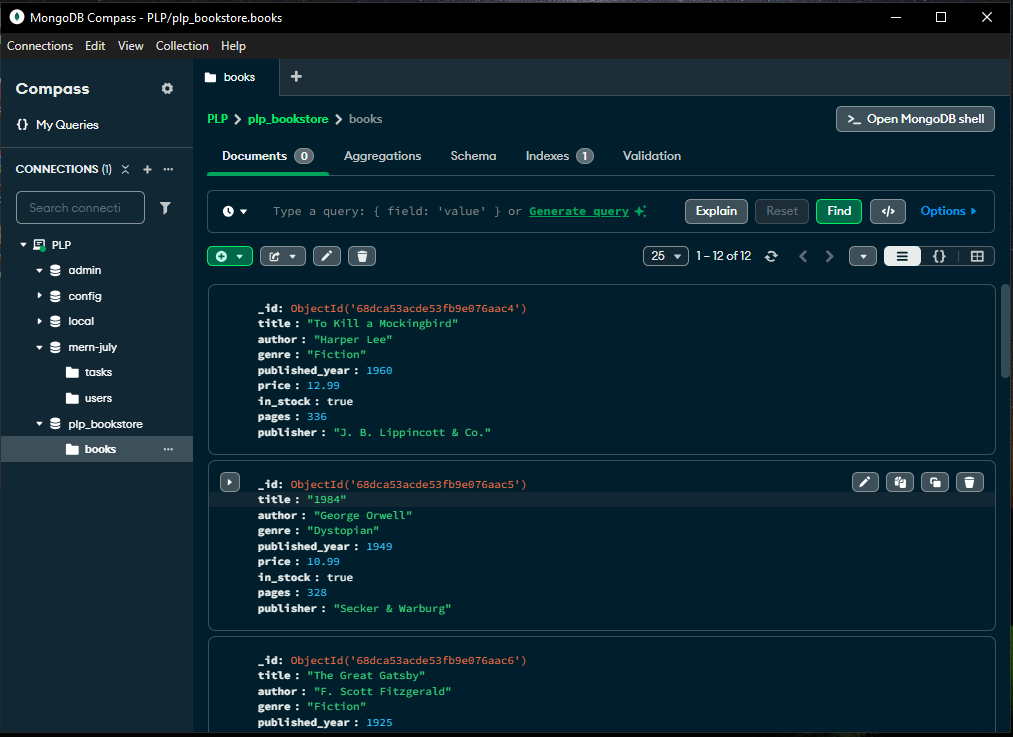 MongoDB Compass - PLP/plp_bookstore.books
Connections Edit View Collection Help
Compass
{} My Queries
CONNECTIONS (1)
Search connecti
PLP
admin
config
local
mern-july
tasks
users
plp_bookstore
books
books
PLP > plp_bookstore > books
>_ Open MongoDB shell
Documents 0 Aggregations Schema Indexes 1 Validation
Type a query: { field: 'value' } or Generate query
Explain Reset Find </> Options
25 1 – 12 of 12 {}
_id: ObjectId('68dca53acde53fb9e076aac4')
title : "To Kill a Mockingbird"
author : "Harper Lee"
genre : "Fiction"
published_year : 1960
price : 12.99
in_stock : true
pages : 336
publisher : "J. B. Lippincott & Co."
_id: ObjectId('68dca53acde53fb9e076aac5')
title : "1984"
author : "George Orwell"
genre : "Dystopian"
published_year : 1949
price : 10.99
in_stock : true
pages : 328
publisher : "Secker & Warburg"
_id: ObjectId('68dca53acde53fb9e076aac6')
title : "The Great Gatsby"
author : "F. Scott Fitzgerald"
genre : "Fiction"
published_year : 1925